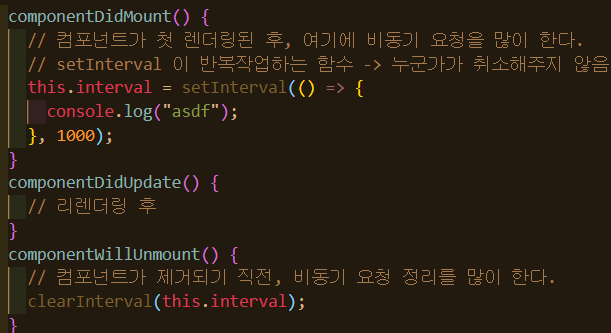 componentDidMount() {
// 컴포넌트가 첫 렌더링된 후, 여기에 비동기 요청을 많이 한다.
// setInterval 이 반복작업하는 함수 -> 누군가가 취소해주지 않음
this.interval = setInterval(() => {
console.log("asdf");
}, 1000);
}
componentDidUpdate() {
// 리렌더링 후
}
componentWillUnmount() {
// 컴포넌트가 제거되기 직전, 비동기 요청 정리를 많이 한다.
clearInterval(this.interval);
}